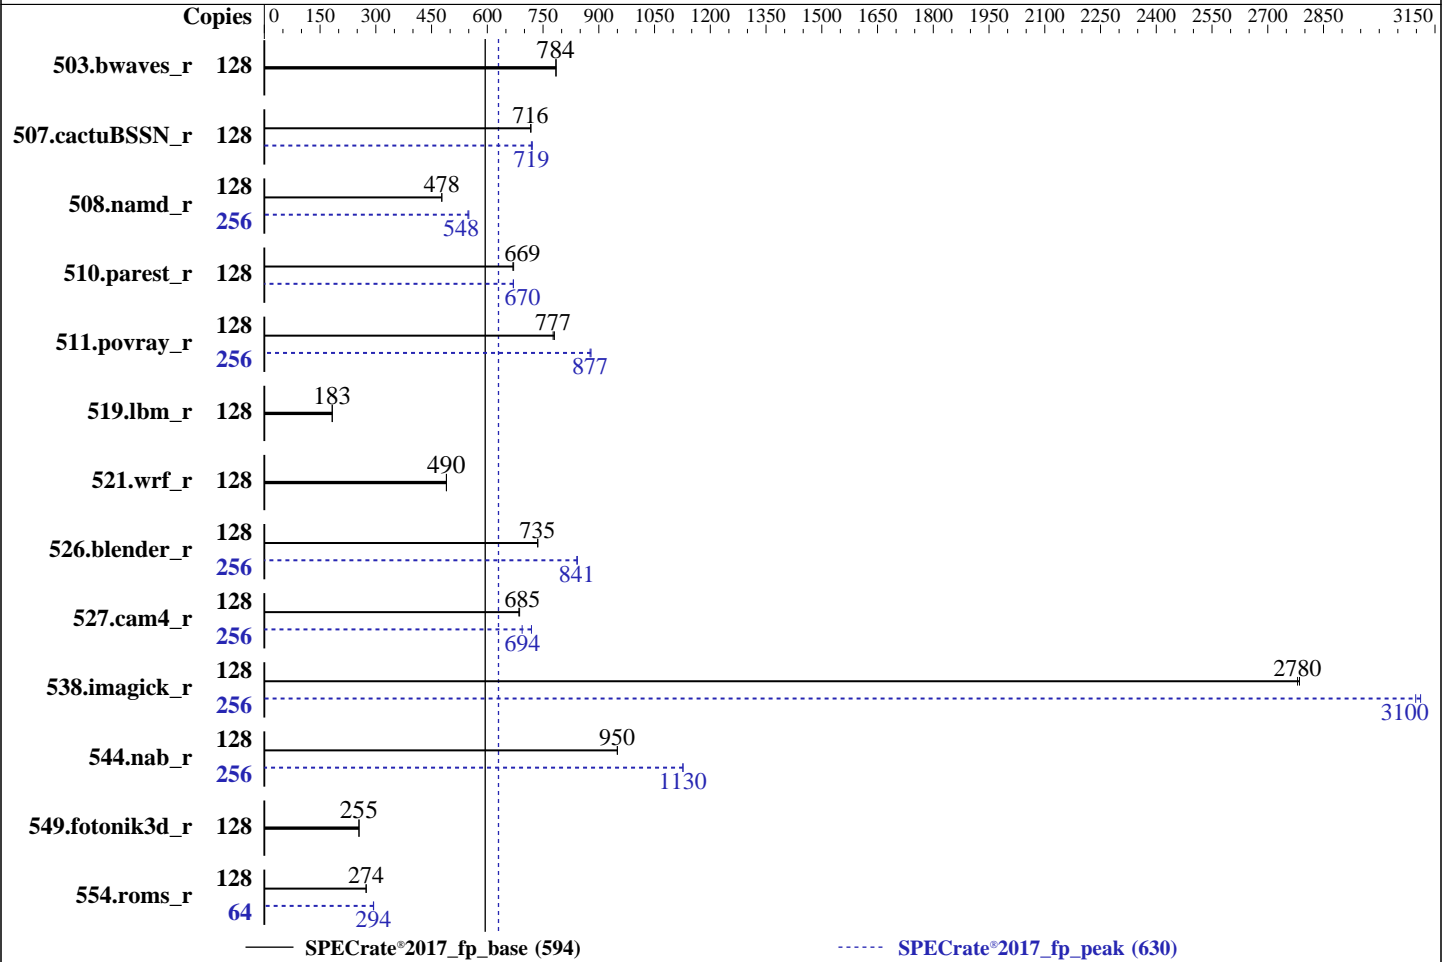 Copies 0 150 300 450 600 750 900 1050 1200 1350 1500 1650 1800 1950 2100 2250 2400 2550 2700 2850 3150
503.bwaves_r 128 784
507.cactuBSSN_r 128 716
719
508.namd_r 128 478
256 548
510.parest_r 128 669
670
511.povray_r 128 777
256 877
519.lbm_r 128 183
521.wrf_r 128 490
526.blender_r 128 735
256 841
527.cam4_r 128 685
256 694
538.imagick_r 128 2780
256 3100
544.nab_r 128 950
256 1130
549.fotonik3d_r 128 255
554.roms_r 128 274
64 294
SPECrate®2017_fp_base (594) SPECrate®2017_fp_peak (630)